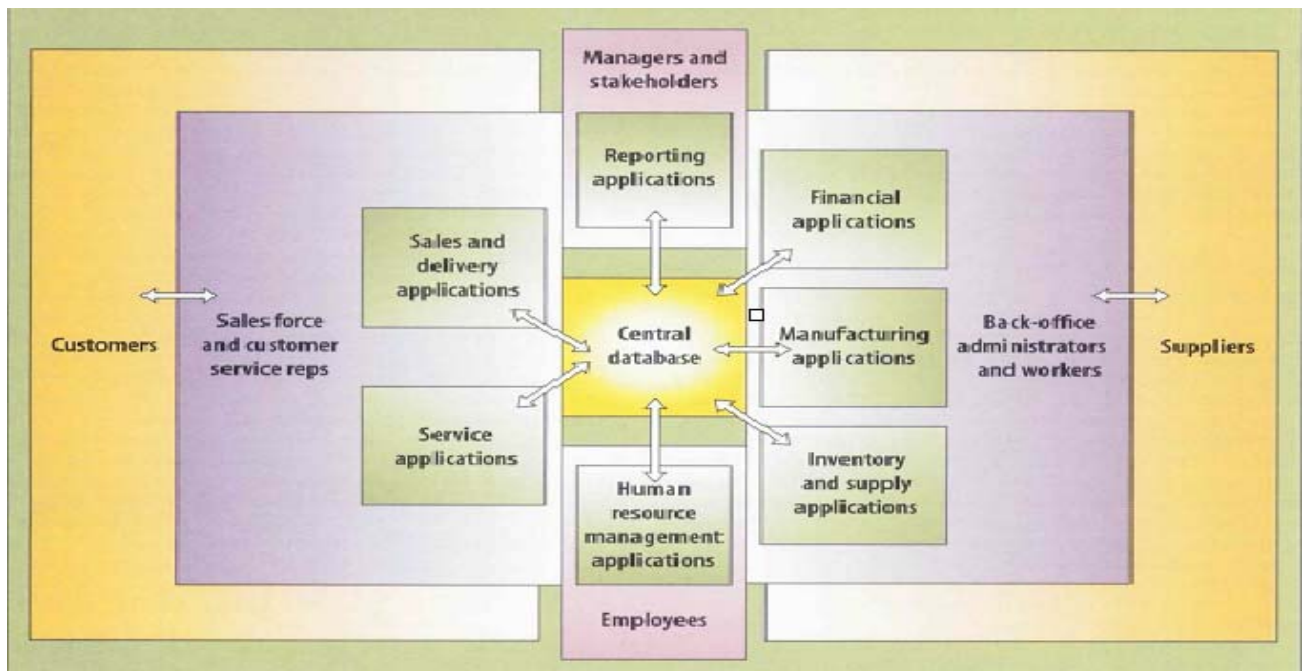 Managers and
stakeholders
Reporting
applications
Financial
applications
Sales and
delivery
applications
Customers
Sales force
and customer
service reps
Central
database
Manufacturing
applications
Back-office
administrators
and workers
Suppliers
Service
applications
Inventory
and supply
applications
Human
resource
management
applications
Employees